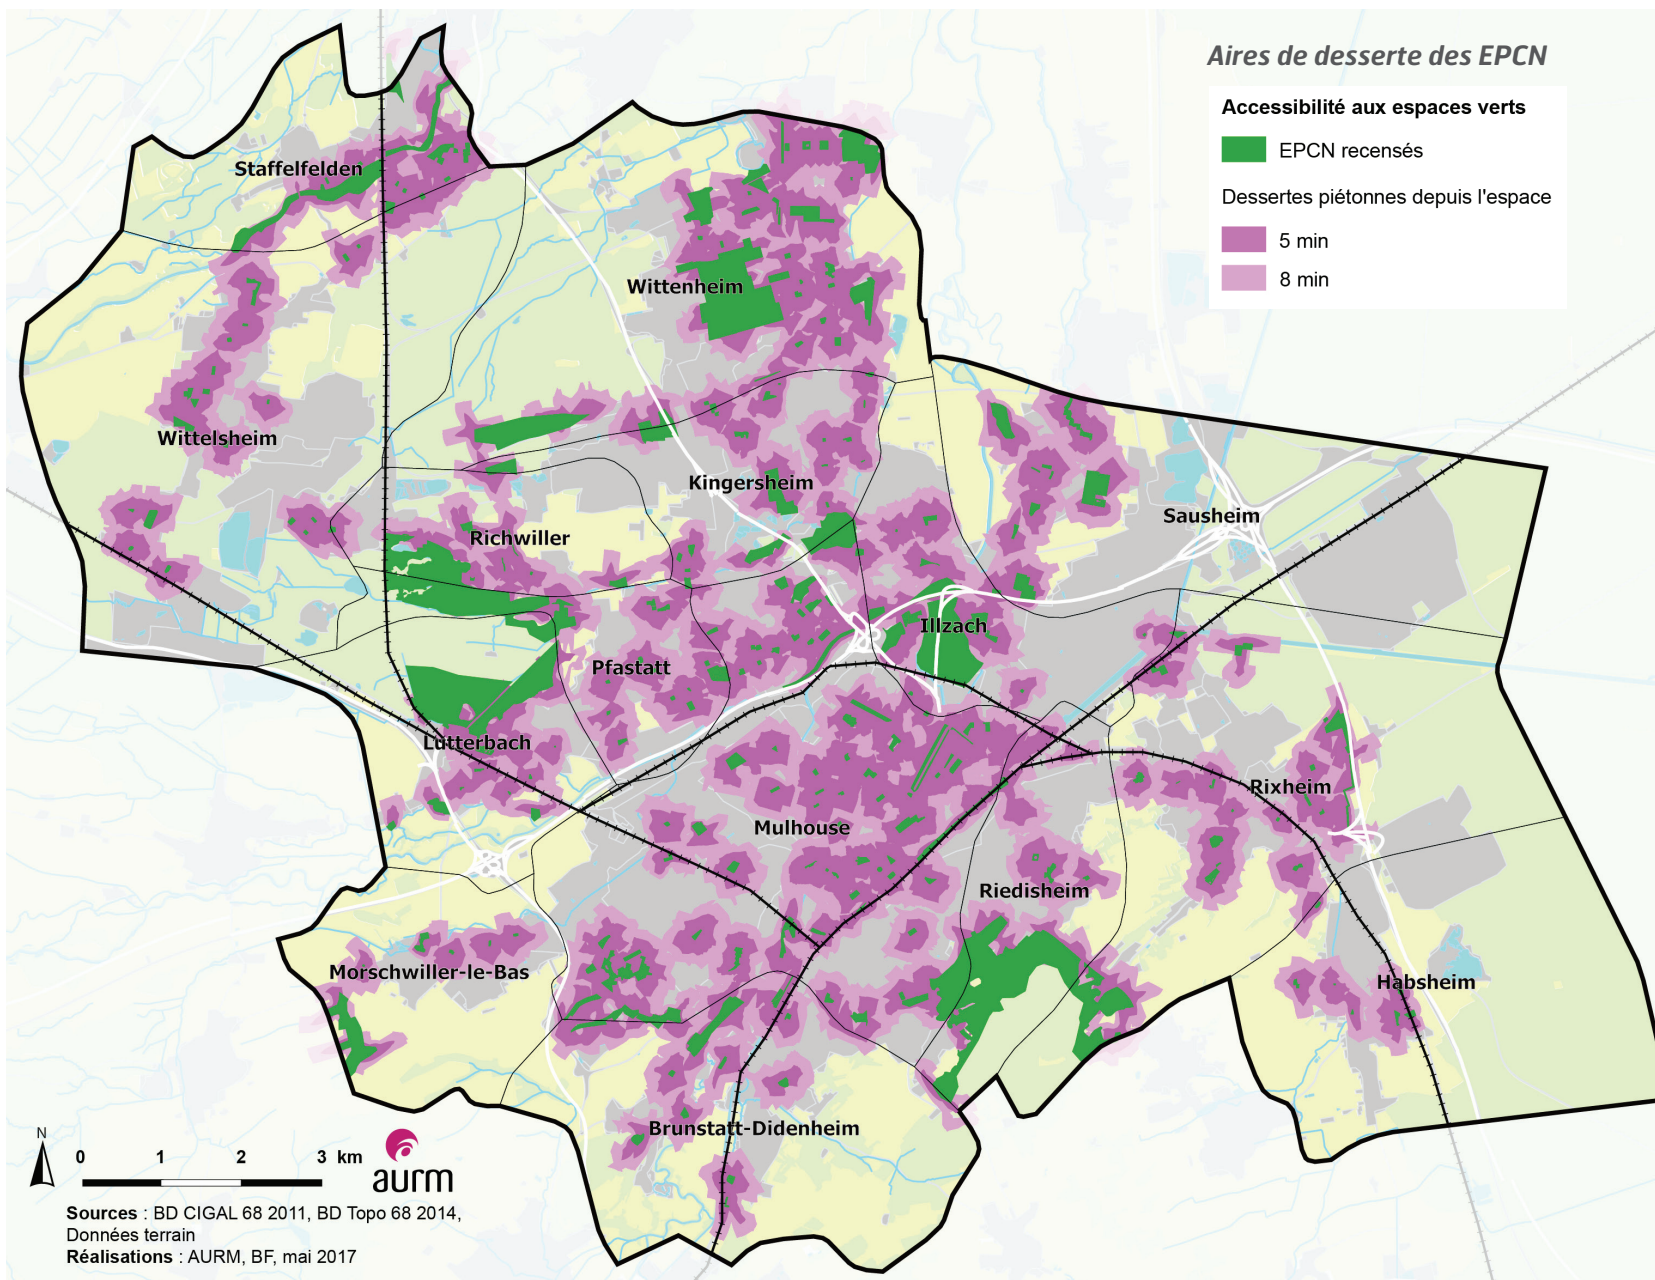 Aires de desserte des EPCN
Accessibilité aux espaces verts
EPCN recensés
Dessertes piétonnes depuis l'espace
5 min
8 min
Staffelfelden
Wittenheim
Wittelsheim
Kingersheim
Sausheim
Richwiller
Illzach
Pfastatt
Lutterbach
Rixheim
Mulhouse
Riedisheim
Morschwiller-le-Bas
Habsheim
Brunstatt-Didenheim
N
0 1 2 3 km
aurm
Sources : BD CIGAL 68 2011, BD Topo 68 2014,
Données terrain
Réalisations : AURM, BF, mai 2017